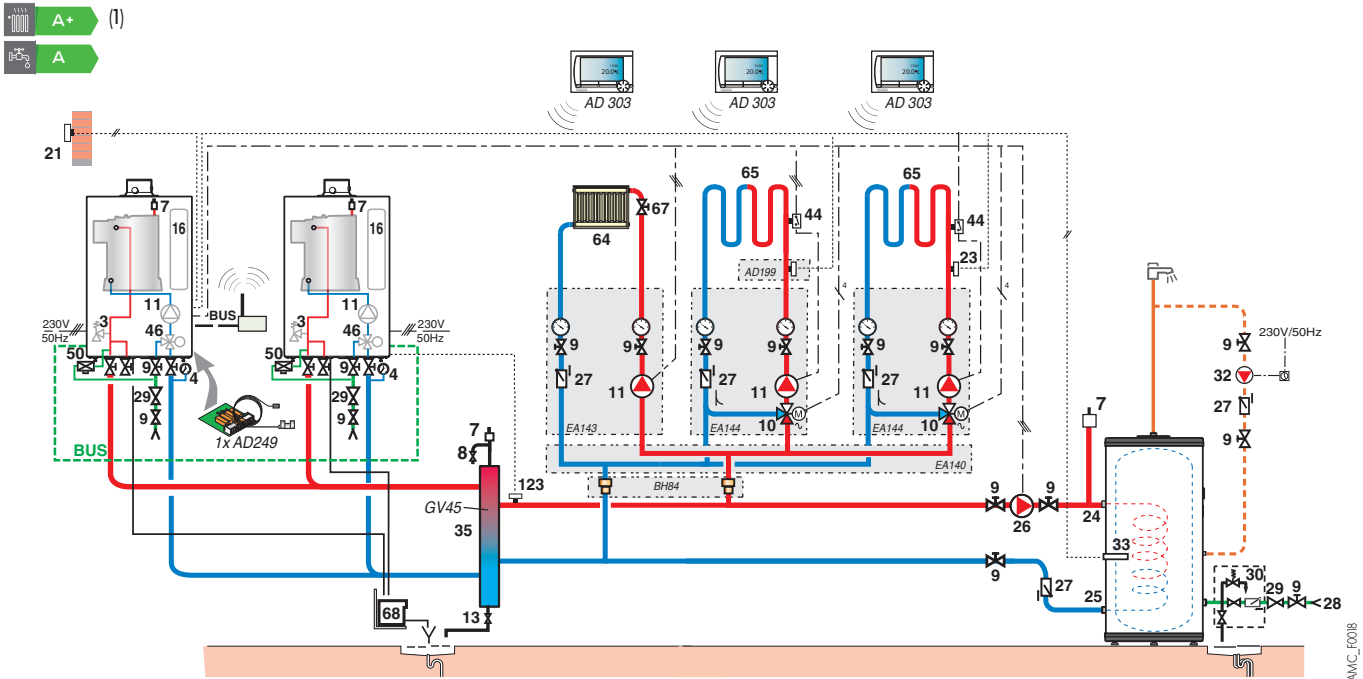 A+ (1)
A
AD 303 AD 303 AD 303
21
7 16 7 16
65 65
67
64
44 44
23
AD199
4 4
11 11
BUS
3 46 3 46
230V
50Hz
230V
50Hz
50 9 4 50 9 4
9 9 9 9 9 9
27 27 27
11 11 11
29 29
9 9
10 M 10 M
EA143 EA144 EA144
1x AD249
BUS
EA140
BH84
7
8
123
GV45
35
9 26 9
7
24
33
9
27
25
13
68
9
230V/50Hz
32
27
9
30 29 9 28
AMC_F0018